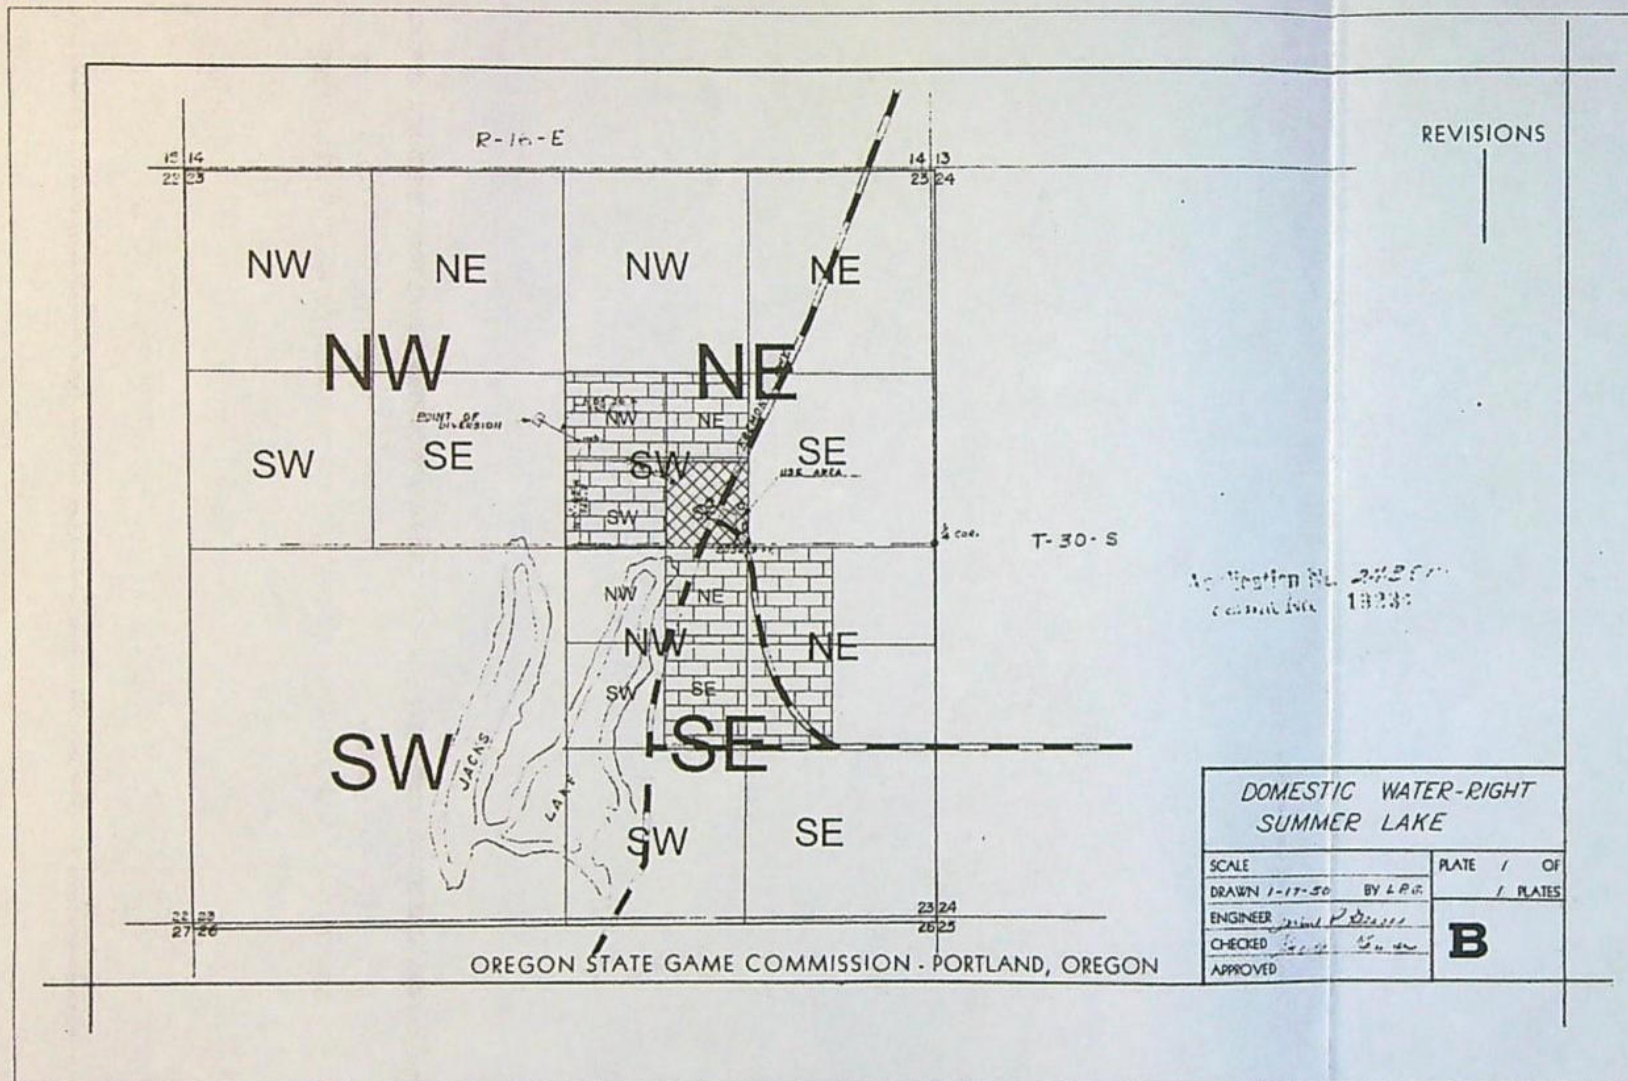 R-16-E
REVISIONS
15 14
22 23
14 13
23 24
NW
NE
NW
NE
NW
NE
POINT OF
DIVERSION
NW
NE
SW
SE
SW
SE
USE AREA
SW
SE
¼ COR.
T-30-S
Application No.
NW
NE
NW
NE
SW
SE
SW
SE
JACKS
LAKE
SW
SE
DOMESTIC WATER-RIGHT
SUMMER LAKE
SCALE
PLATE 1 OF
1 PLATES
DRAWN 1-17-50 BY L.P.G.
ENGINEER
CHECKED
APPROVED
B
22 23
27 26
23 24
26 25
OREGON STATE GAME COMMISSION - PORTLAND, OREGON